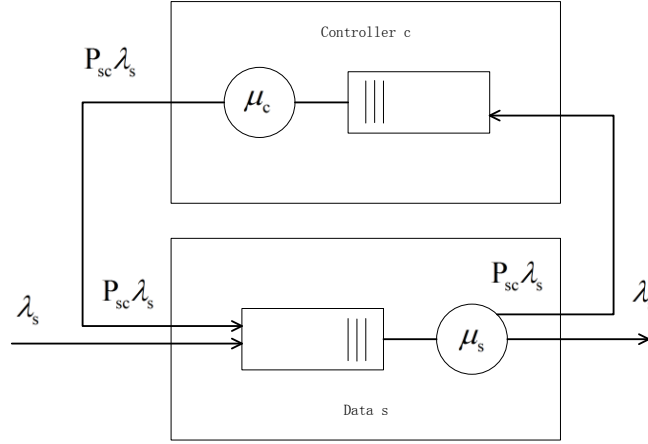 Controller c
P_sc λ_s
μ_c
P_sc λ_s
P_sc λ_s
λ_s
λ
μ_s
Data s